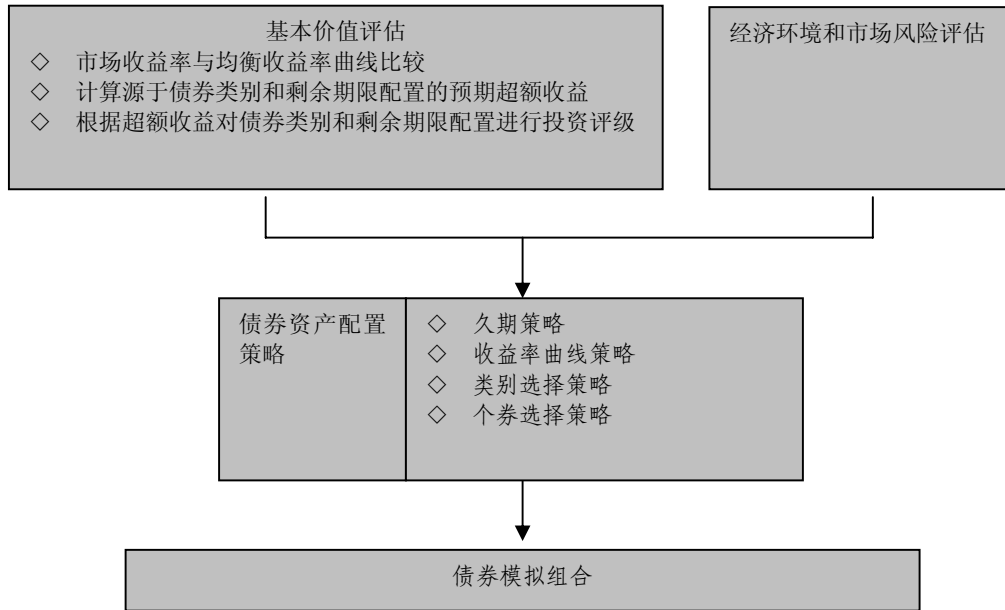 基本价值评估
◇ 市场收益率与均衡收益率曲线比较
◇ 计算源于债券类别和剩余期限配置的预期超额收益
◇ 根据超额收益对债券类别和剩余期限配置进行投资评级
经济环境和市场风险评估
债券资产配置
策略
◇ 久期策略
◇ 收益率曲线策略
◇ 类别选择策略
◇ 个券选择策略
债券模拟组合